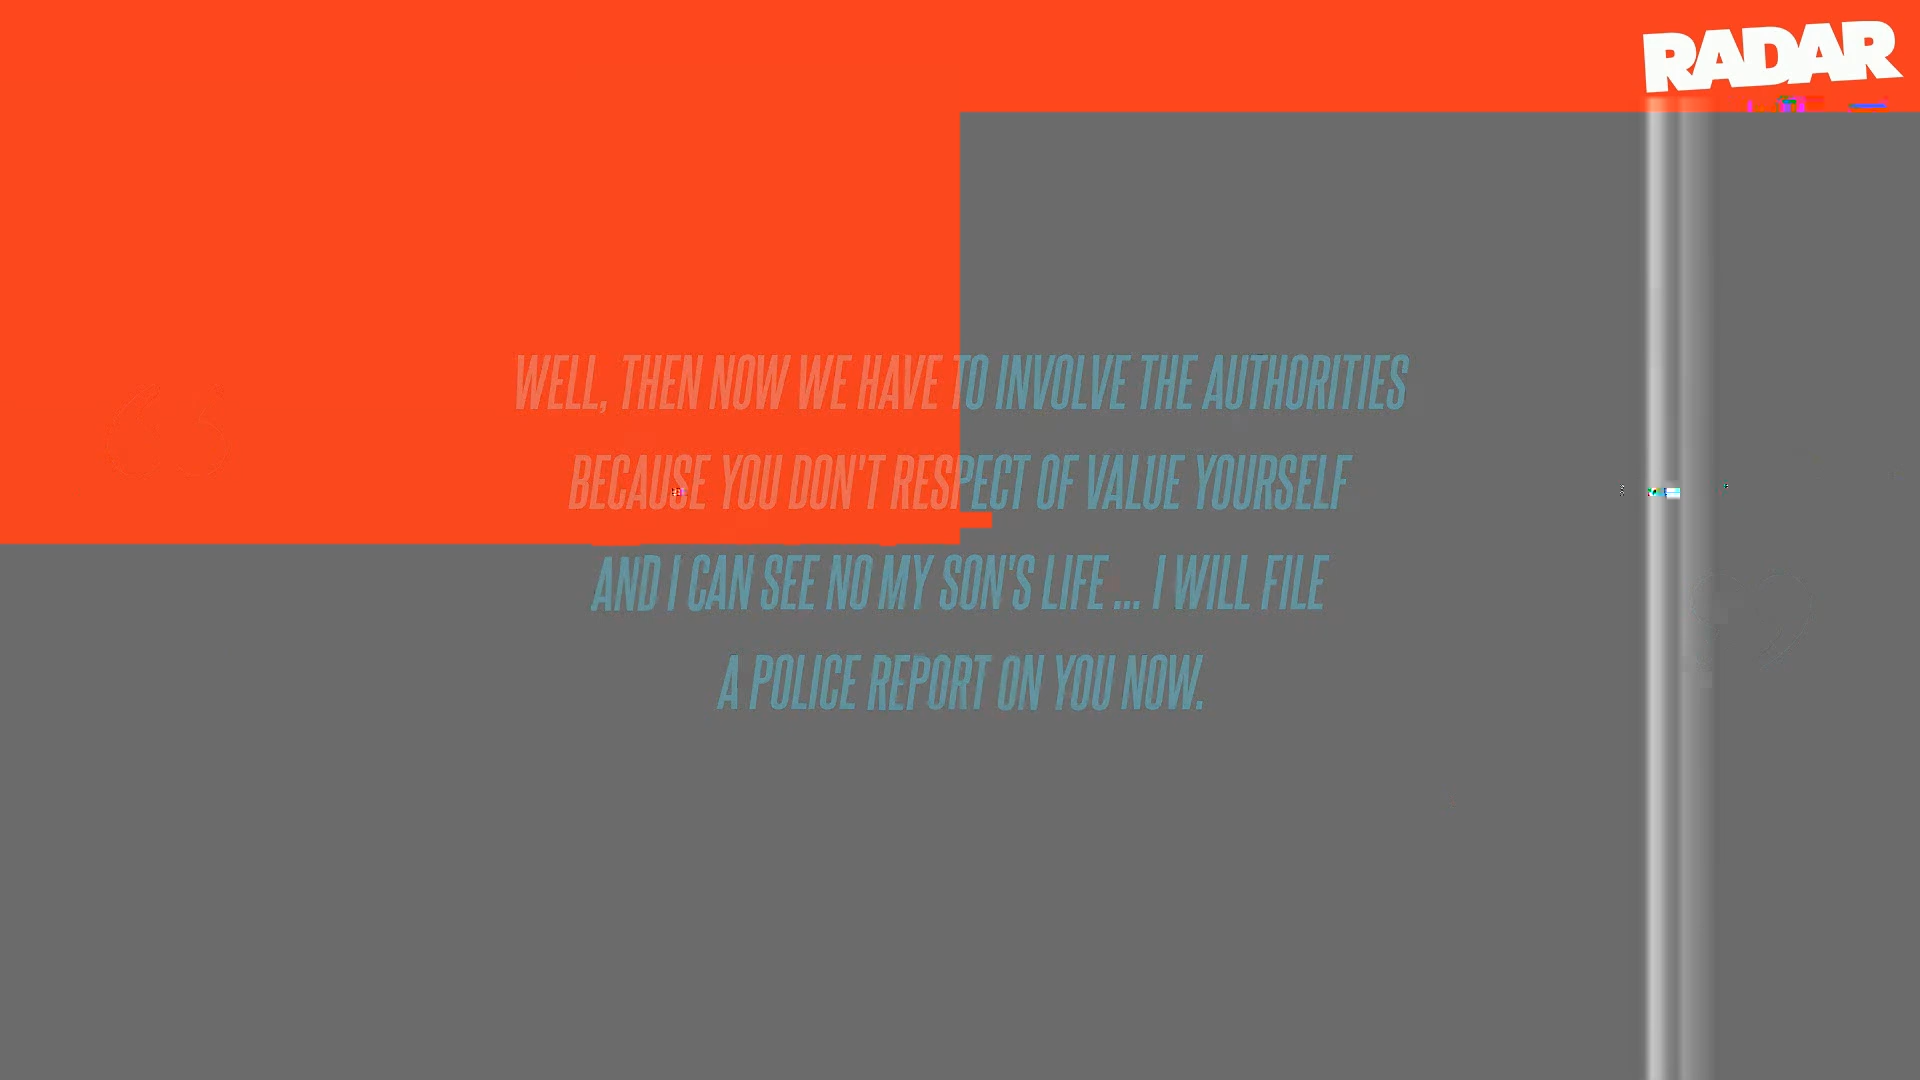 RADAR
WELL, THEN NOW WE HAVE TO INVOLVE THE AUTHORITIES
BECAUSE YOU DON'T RESPECT OF VALUE YOURSELF
AND I CAN SEE NO MY SON'S LIFE ... I WILL FILE
A POLICE REPORT ON YOU NOW.